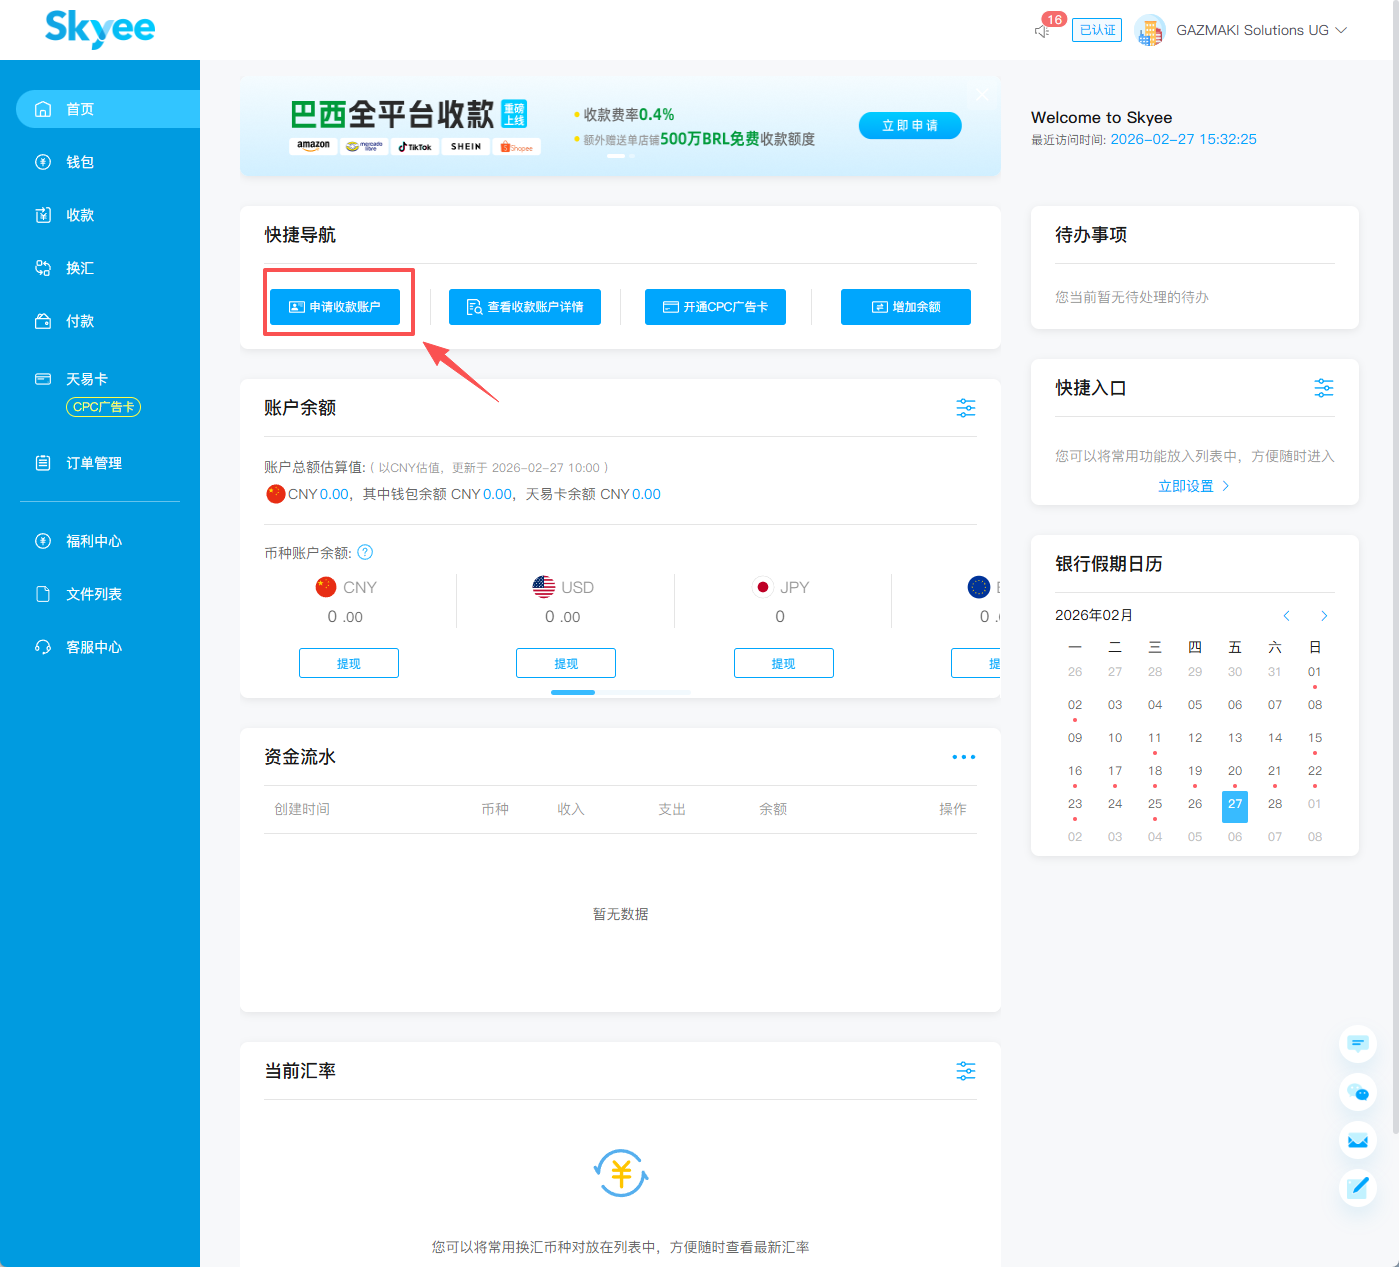 Skyee
16
已认证
GAZMAKI Solutions UG
首页
钱包
收款
换汇
付款
天易卡
CPC广告卡
订单管理
福利中心
文件列表
客服中心
巴西全平台收款 重磅上线
amazon mercado libre TikTok SHEIN Shopee
收款费率0.4%
额外赠送单店铺500万BRL免费收款额度
立即申请
Welcome to Skyee
最近访问时间: 2026-02-27 15:32:25
快捷导航
申请收款账户
查看收款账户详情
开通CPC广告卡
增加余额
待办事项
您当前暂无待处理的待办
快捷入口
您可以将常用功能放入列表中，方便随时进入
立即设置
账户余额
账户总额估算值: ( 以CNY估值，更新于 2026-02-27 10:00 )
CNY 0.00，其中钱包余额 CNY 0.00，天易卡余额 CNY 0.00
币种账户余额: ?
CNY USD JPY E
0 .00 0 .00 0 0 .
提现 提现 提现 提
银行假期日历
2026年02月
一 二 三 四 五 六 日
26 27 28 29 30 31 01
02 03 04 05 06 07 08
09 10 11 12 13 14 15
16 17 18 19 20 21 22
23 24 25 26 27 28 01
02 03 04 05 06 07 08
资金流水
创建时间 币种 收入 支出 余额 操作
暂无数据
当前汇率
您可以将常用换汇币种对放在列表中，方便随时查看最新汇率